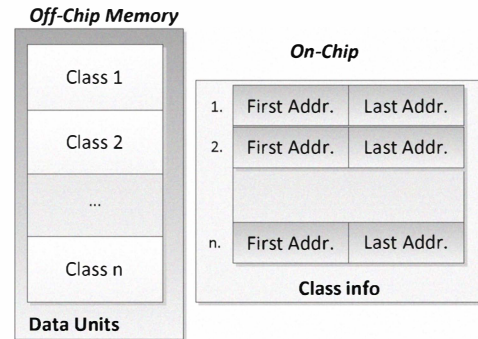 Off-Chip Memory
Class 1
Class 2
...
Class n
Data Units
On-Chip
1. First Addr. Last Addr.
2. First Addr. Last Addr.
n. First Addr. Last Addr.
Class info